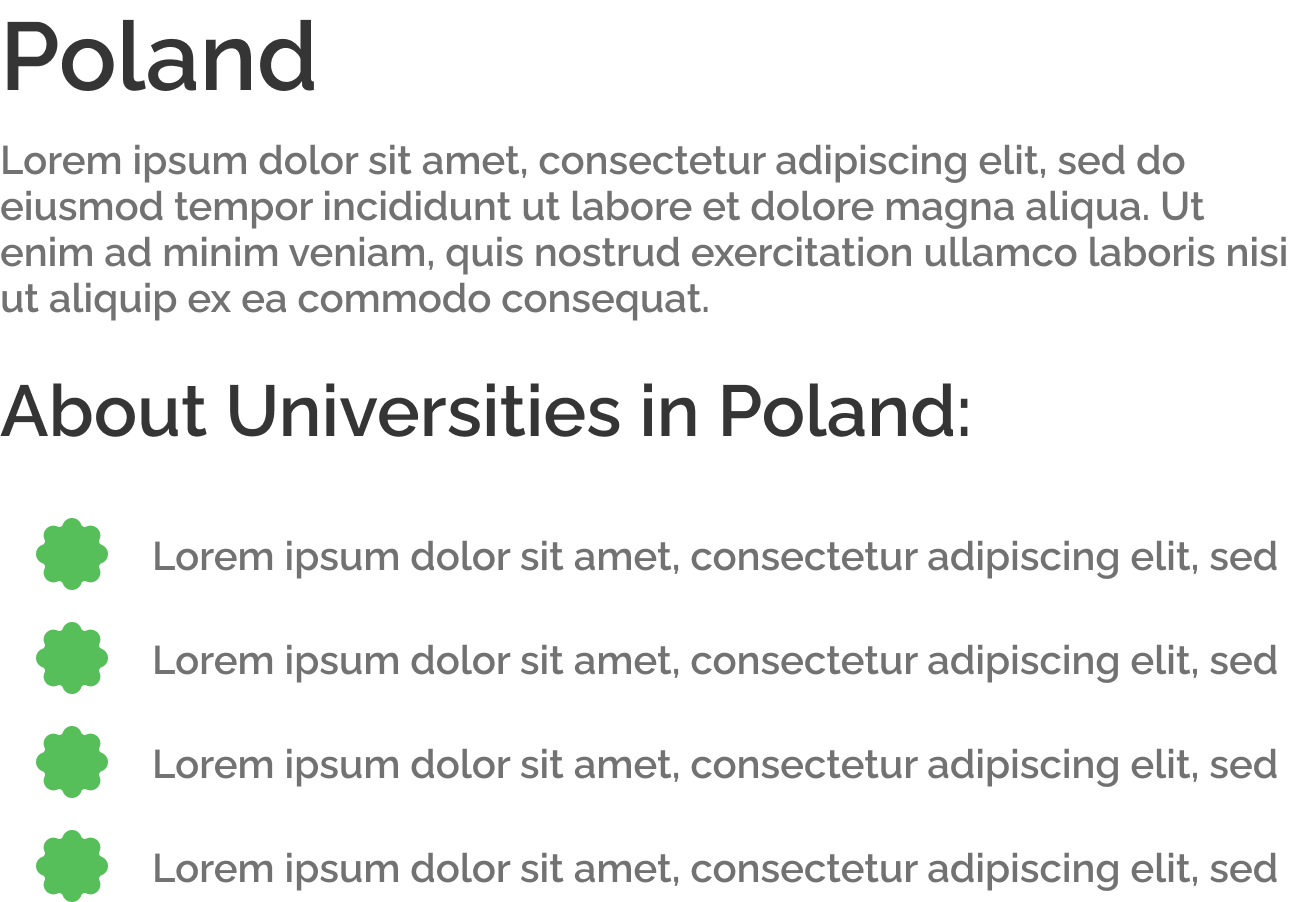 Poland
Lorem ipsum dolor sit amet, consectetur adipiscing elit, sed do
eiusmod tempor incididunt ut labore et dolore magna aliqua. Ut
enim ad minim veniam, quis nostrud exercitation ullamco laboris nisi
ut aliquip ex ea commodo consequat.
About Universities in Poland:
Lorem ipsum dolor sit amet, consectetur adipiscing elit, sed
Lorem ipsum dolor sit amet, consectetur adipiscing elit, sed
Lorem ipsum dolor sit amet, consectetur adipiscing elit, sed
Lorem ipsum dolor sit amet, consectetur adipiscing elit, sed